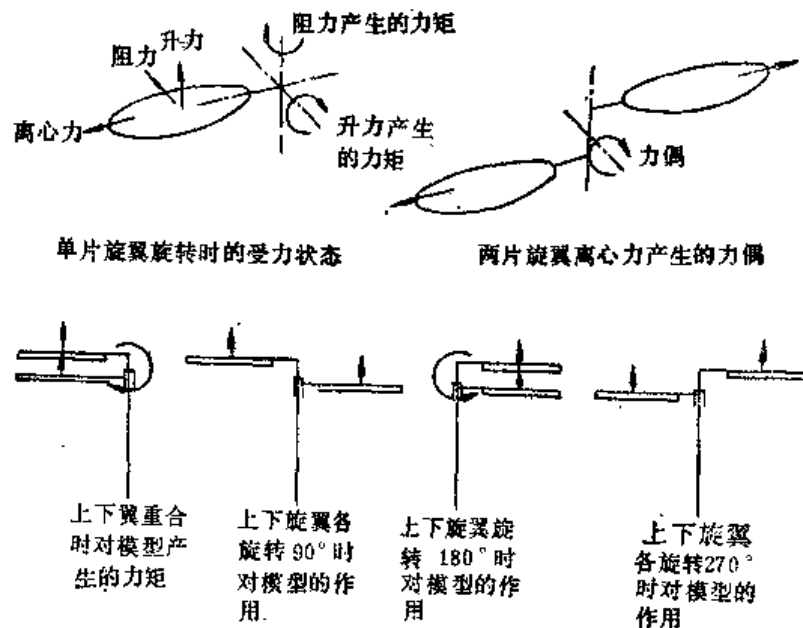 阻力产生的力矩
阻力
升力
离心力
升力产生
的力矩
力偶
单片旋翼旋转时的受力状态
两片旋翼离心力产生的力偶
上下翼重合
时对模型产
生的力矩
上下旋翼各
旋转90°时
对模型的作
用.
上下旋翼旋
转 180°时
对模型的作
用
上下旋翼
各旋转270°
时对模型的
作用